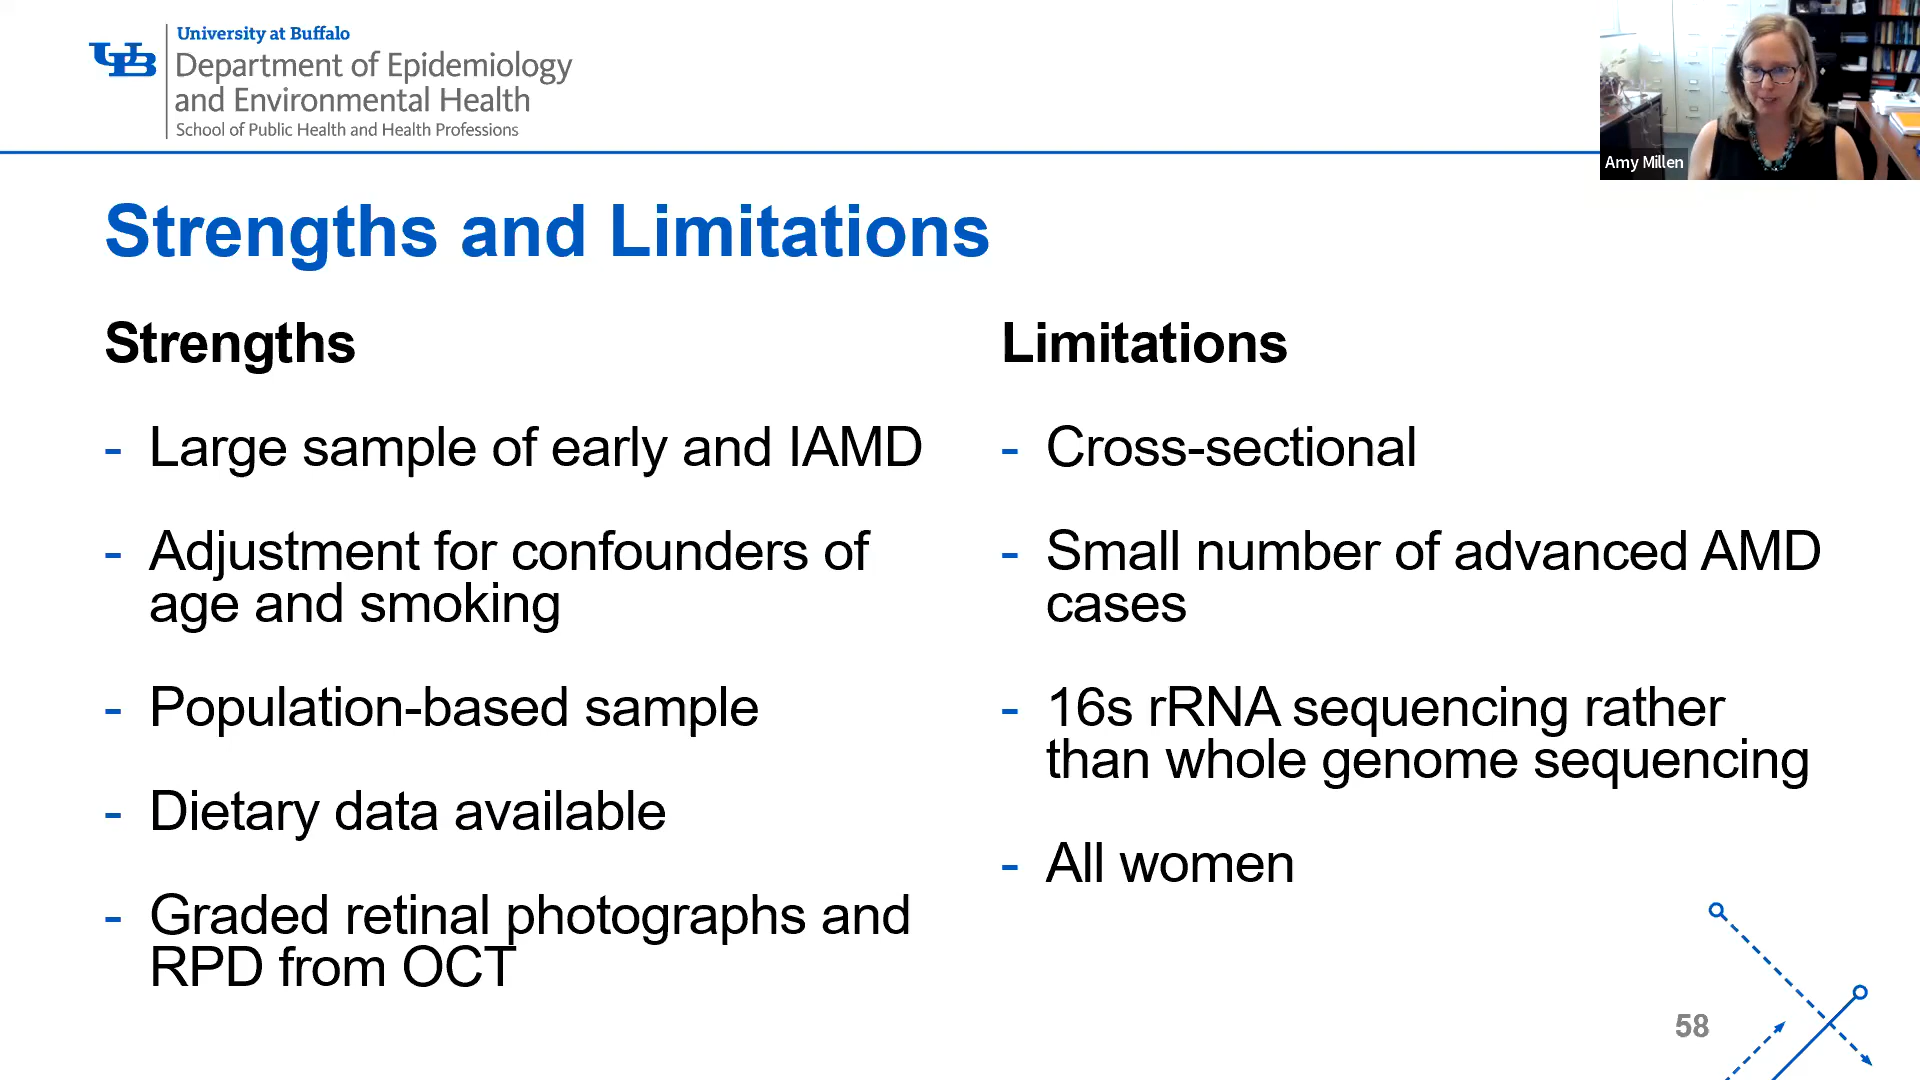 University at Buffalo
UB
Department of Epidemiology
and Environmental Health
School of Public Health and Health Professions
Amy Millen
Strengths and Limitations
Strengths
- Large sample of early and IAMD
- Adjustment for confounders of
age and smoking
- Population-based sample
- Dietary data available
- Graded retinal photographs and
RPD from OCT
Limitations
- Cross-sectional
- Small number of advanced AMD
cases
- 16s rRNA sequencing rather
than whole genome sequencing
- All women
58